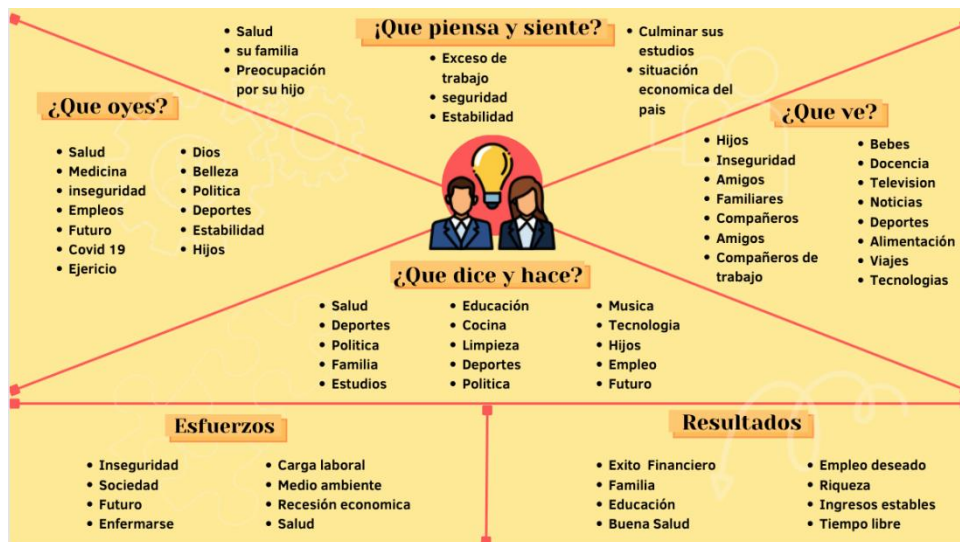 ¡Que piensa y siente?
Salud
su familia
Preocupación
por su hijo
Exceso de
trabajo
seguridad
Estabilidad
Culminar sus
estudios
situación
economica del
pais
¿Que oyes?
Salud
Medicina
inseguridad
Empleos
Futuro
Covid 19
Ejericio
Dios
Belleza
Politica
Deportes
Estabilidad
Hijos
¿Que ve?
Hijos
Inseguridad
Amigos
Familiares
Compañeros
Amigos
Compañeros de
trabajo
Bebes
Docencia
Television
Noticias
Deportes
Alimentación
Viajes
Tecnologias
¿Que dice y hace?
Salud
Deportes
Politica
Familia
Estudios
Educación
Cocina
Limpieza
Deportes
Politica
Musica
Tecnologia
Hijos
Empleo
Futuro
Esfuerzos
Inseguridad
Sociedad
Futuro
Enfermarse
Carga laboral
Medio ambiente
Recesión economica
Salud
Resultados
Exito Financiero
Familia
Educación
Buena Salud
Empleo deseado
Riqueza
Ingresos estables
Tiempo libre